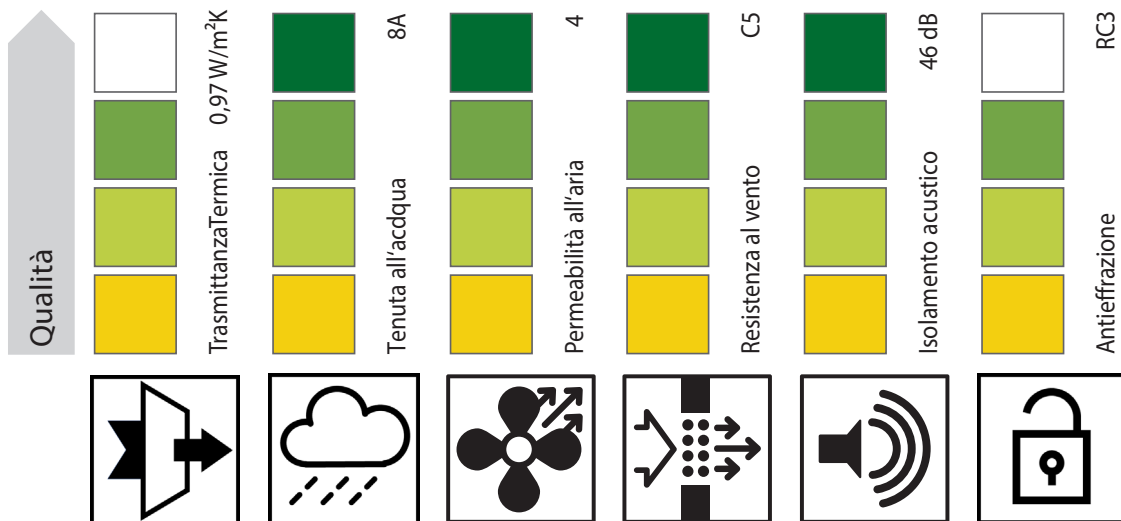 Qualità
TrasmittanzaTermica 0,97 W/m²K
Tenuta all'acdqua 8A
Permeabilità all'aria 4
Resistenza al vento C5
Isolamento acustico 46 dB
Antieffrazione RC3